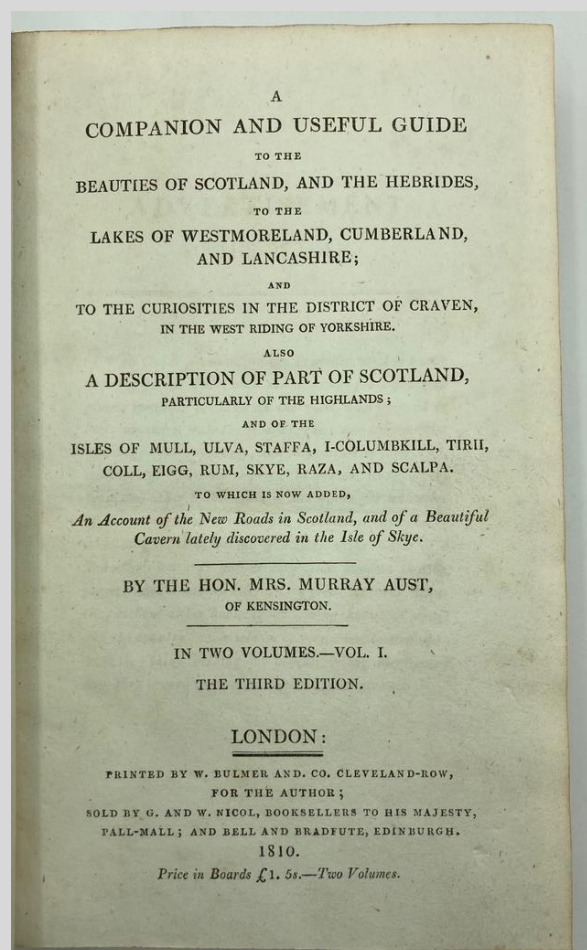 A
COMPANION AND USEFUL GUIDE
TO THE
BEAUTIES OF SCOTLAND, AND THE HEBRIDES,
TO THE
LAKES OF WESTMORELAND, CUMBERLAND,
AND LANCASHIRE;
AND
TO THE CURIOSITIES IN THE DISTRICT OF CRAVEN,
IN THE WEST RIDING OF YORKSHIRE.
ALSO
A DESCRIPTION OF PART OF SCOTLAND,
PARTICULARLY OF THE HIGHLANDS;
AND OF THE
ISLES OF MULL, ULVA, STAFFA, I-COLUMBKILL, TIRII,
COLL, EIGG, RUM, SKYE, RAZA, AND SCALPA.
TO WHICH IS NOW ADDED,
An Account of the New Roads in Scotland, and of a Beautiful
Cavern lately discovered in the Isle of Skye.
BY THE HON. MRS. MURRAY AUST,
OF KENSINGTON.
IN TWO VOLUMES.—VOL. I.
THE THIRD EDITION.
LONDON:
PRINTED BY W. BULMER AND. CO. CLEVELAND-ROW,
FOR THE AUTHOR;
SOLD BY G. AND W. NICOL, BOOKSELLERS TO HIS MAJESTY,
PALL-MALL; AND BELL AND BRADFUTE, EDINBURGH.
1810.
Price in Boards £1. 5s.—Two Volumes.